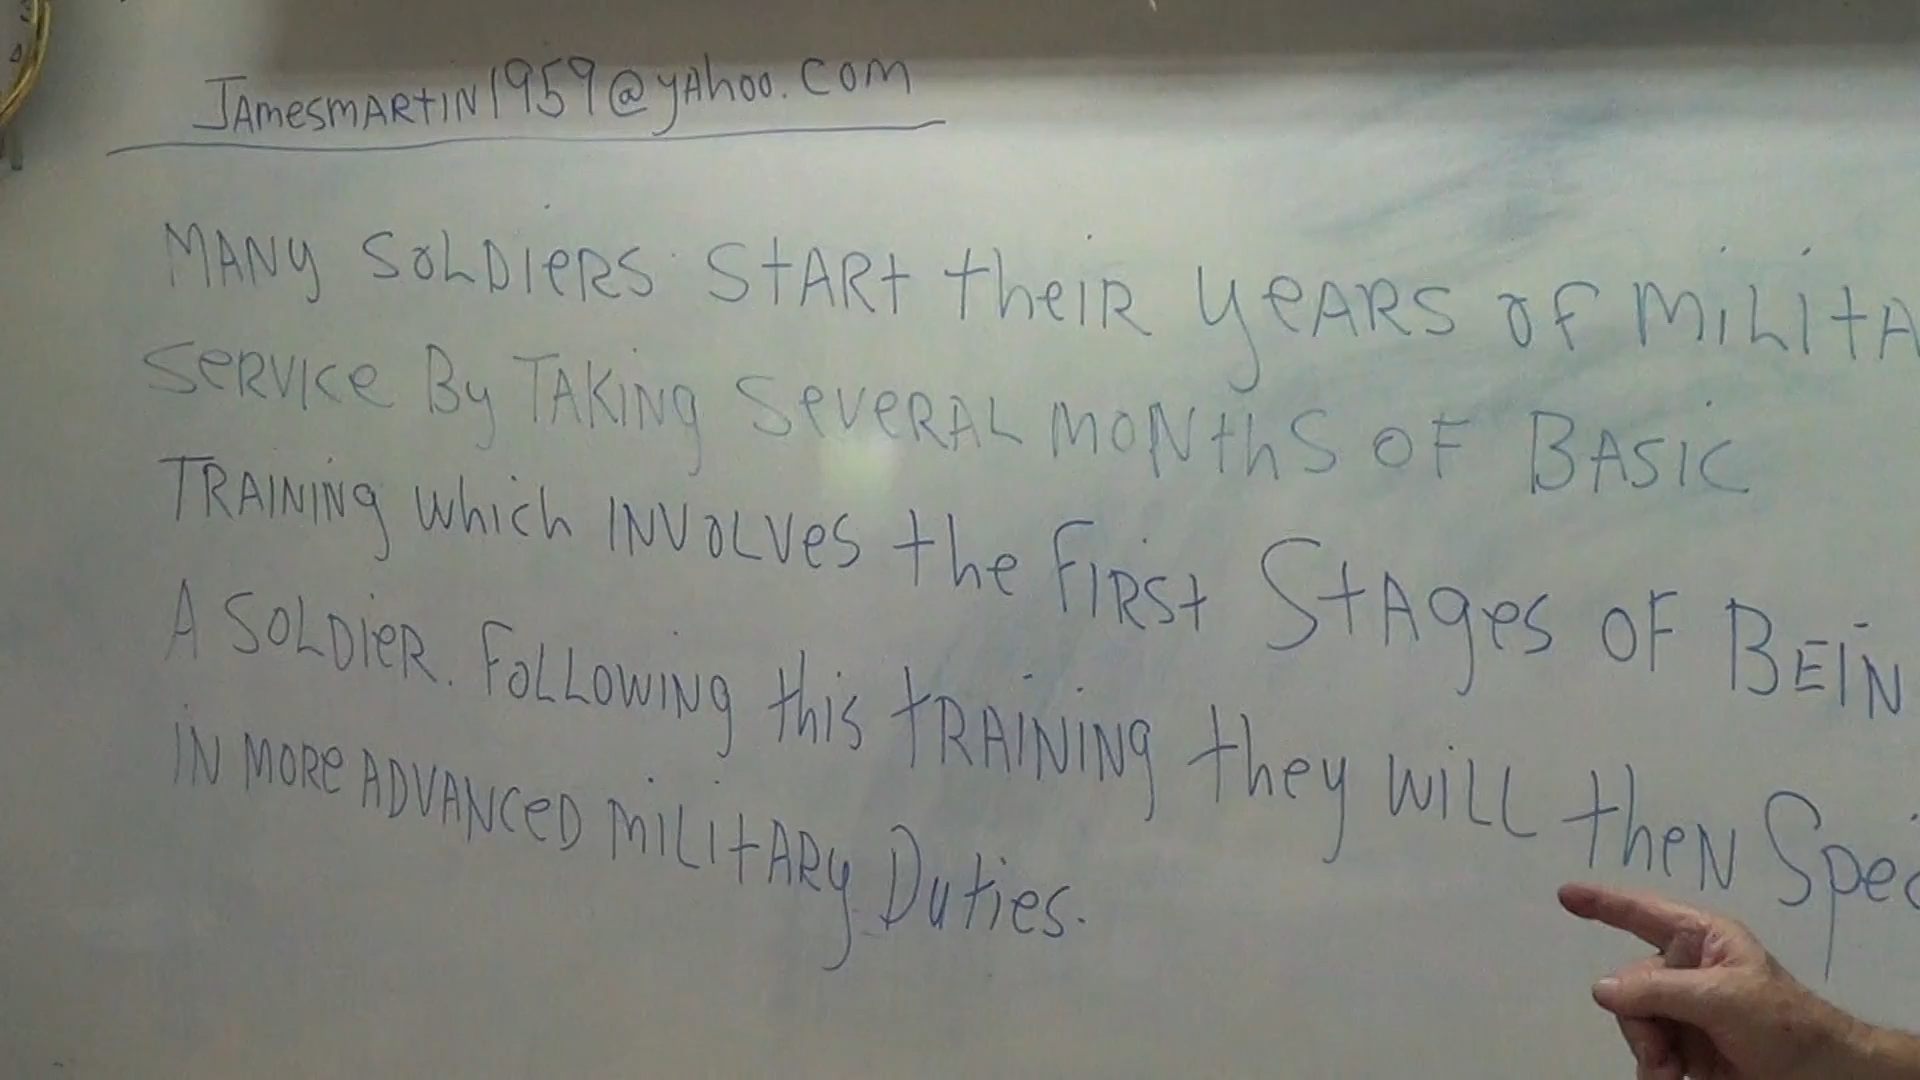 JAMesmARtIN1959@yAhoo.com
MANy SoLDIeRS StARt theIR yeARS of MiLitA
SeRVICe By TAKiNg SeveRAL MONthS OF BASiC
TRAINING which INVOLVes the First StAges OF BEIN
A SOLDieR. FoLLOWING this tRAINING they will theN Spec
IN MORe ADVANCeD MiLitARy Duties.